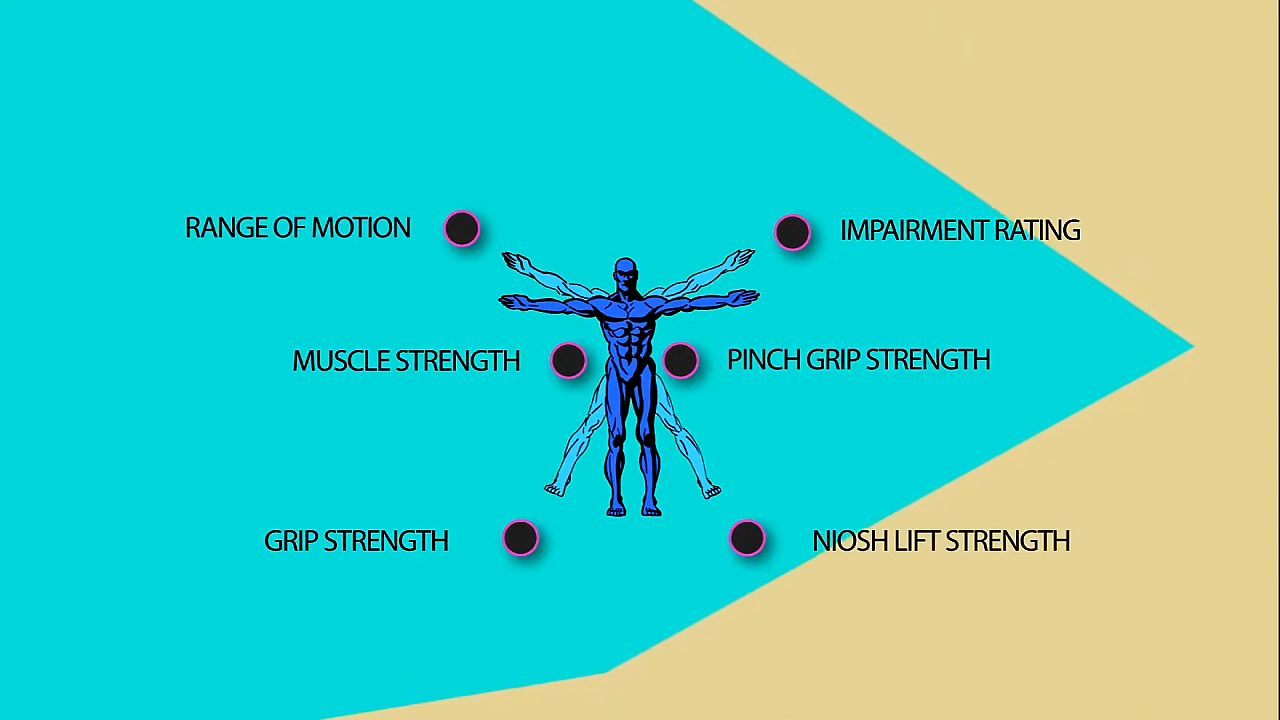 RANGE OF MOTION
IMPAIRMENT RATING
MUSCLE STRENGTH
PINCH GRIP STRENGTH
GRIP STRENGTH
NIOSH LIFT STRENGTH